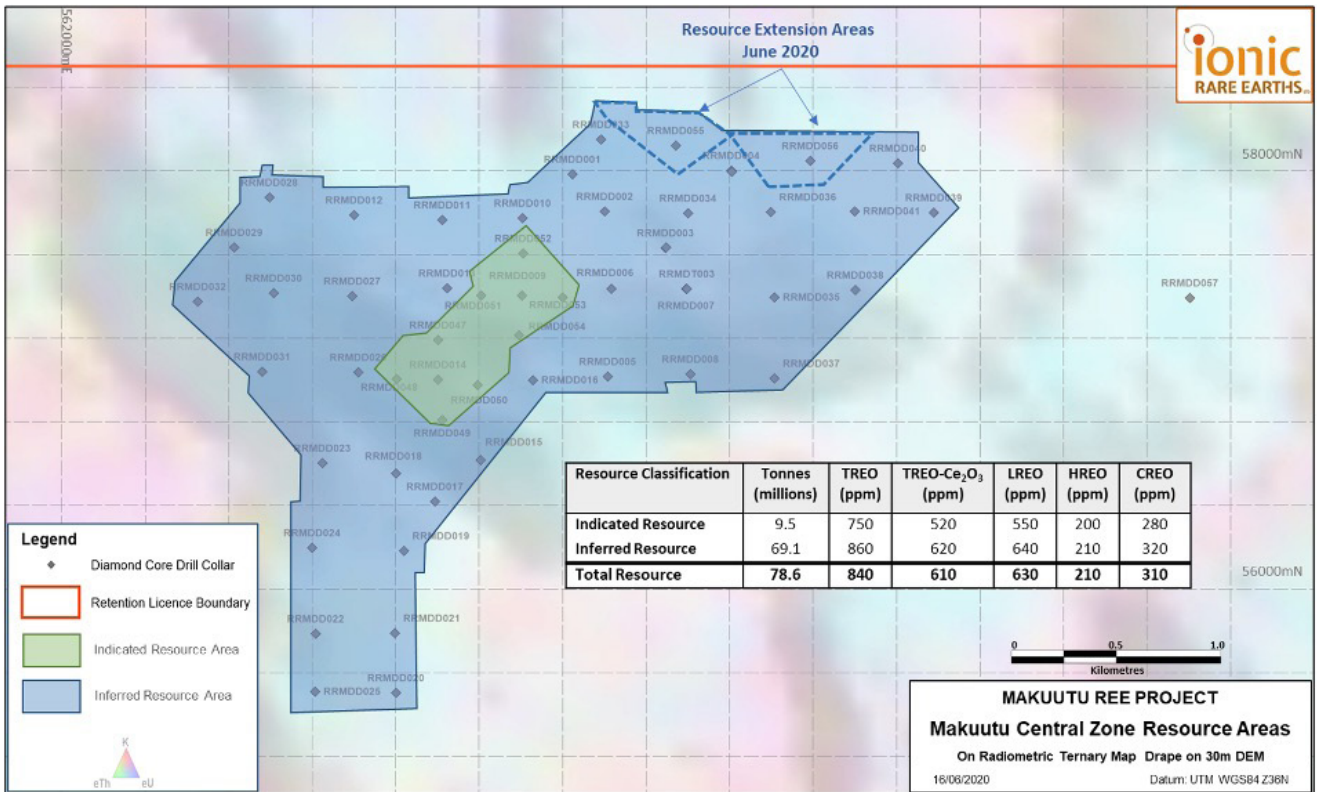 562000mE
Resource Extension Areas
June 2020
ionic
RARE EARTHS
RRMDD033
RRMDD055
RRMDD056
RRMDD040
58000mN
RRMDD001
RRMDD004
RRMDD028
RRMDD012
RRMDD011
RRMDD010
RRMDD002
RRMDD034
RRMDD036
RRMDD041
RRMDD039
RRMDD029
RRMDD052
RRMDD003
RRMDD030
RRMDD027
RRMDD009
RRMDD006
RRMDT003
RRMDD038
RRMDD057
RRMDD032
RRMDD051
RRMDD053
RRMDD007
RRMDD035
RRMDD047
RRMDD054
RRMDD031
RRMDD014
RRMDD005
RRMDD008
RRMDD037
RRMDD048
RRMDD016
RRMDD050
RRMDD049
RRMDD015
RRMDD023
RRMDD018
RRMDD017
RRMDD024
RRMDD019
RRMDD022
RRMDD021
RRMDD025
RRMDD020
Resource Classification Tonnes (millions) TREO (ppm) TREO-Ce₂O₃ (ppm) LREO (ppm) HREO (ppm) CREO (ppm)
Indicated Resource 9.5 750 520 550 200 280
Inferred Resource 69.1 860 620 640 210 320
Total Resource 78.6 840 610 630 210 310
56000mN
Legend
Diamond Core Drill Collar
Retention Licence Boundary
Indicated Resource Area
Inferred Resource Area
K
eTh eU
0 0.5 1.0
Kilometres
MAKUUTU REE PROJECT
Makuutu Central Zone Resource Areas
On Radiometric Ternary Map Drape on 30m DEM
16/06/2020 Datum: UTM WGS84 Z36N